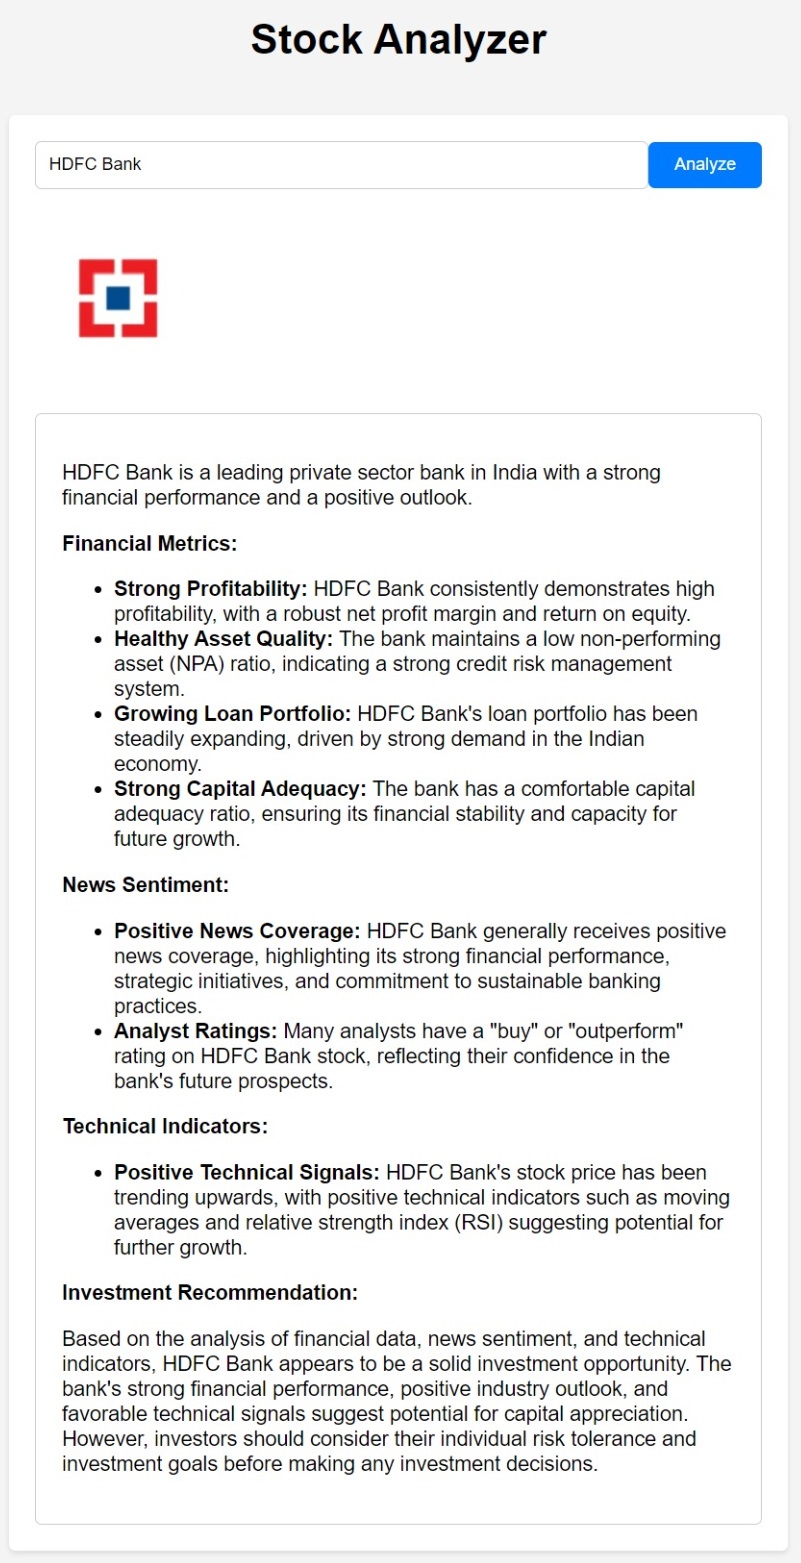 Stock Analyzer
HDFC Bank
Analyze
HDFC Bank is a leading private sector bank in India with a strong
financial performance and a positive outlook.
Financial Metrics:
• Strong Profitability: HDFC Bank consistently demonstrates high
profitability, with a robust net profit margin and return on equity.
• Healthy Asset Quality: The bank maintains a low non-performing
asset (NPA) ratio, indicating a strong credit risk management
system.
• Growing Loan Portfolio: HDFC Bank's loan portfolio has been
steadily expanding, driven by strong demand in the Indian
economy.
• Strong Capital Adequacy: The bank has a comfortable capital
adequacy ratio, ensuring its financial stability and capacity for
future growth.
News Sentiment:
• Positive News Coverage: HDFC Bank generally receives positive
news coverage, highlighting its strong financial performance,
strategic initiatives, and commitment to sustainable banking
practices.
• Analyst Ratings: Many analysts have a "buy" or "outperform"
rating on HDFC Bank stock, reflecting their confidence in the
bank's future prospects.
Technical Indicators:
• Positive Technical Signals: HDFC Bank's stock price has been
trending upwards, with positive technical indicators such as moving
averages and relative strength index (RSI) suggesting potential for
further growth.
Investment Recommendation:
Based on the analysis of financial data, news sentiment, and technical
indicators, HDFC Bank appears to be a solid investment opportunity. The
bank's strong financial performance, positive industry outlook, and
favorable technical signals suggest potential for capital appreciation.
However, investors should consider their individual risk tolerance and
investment goals before making any investment decisions.